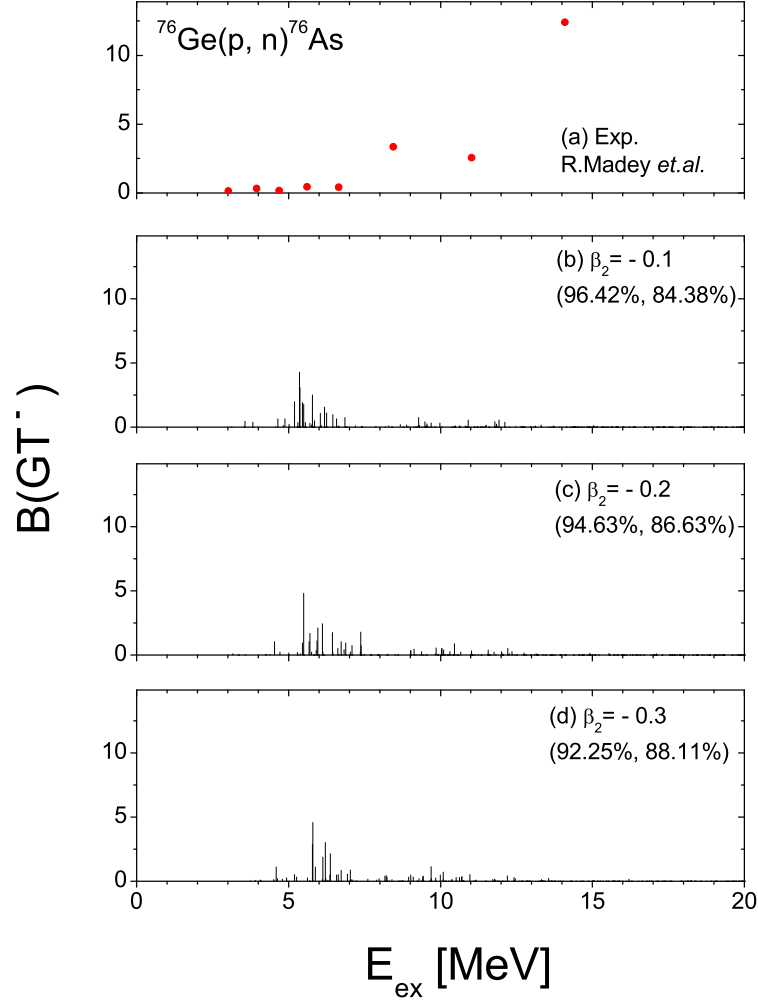 ⁷⁶Ge(p, n)⁷⁶As
10
5
0
(a) Exp.
R.Madey et.al.
(b) β₂= - 0.1
(96.42%, 84.38%)
10
5
0
(c) β₂= - 0.2
(94.63%, 86.63%)
10
5
0
(d) β₂= - 0.3
(92.25%, 88.11%)
10
5
0
0 5 10 15 20
B(GT⁻)
E_ex [MeV]